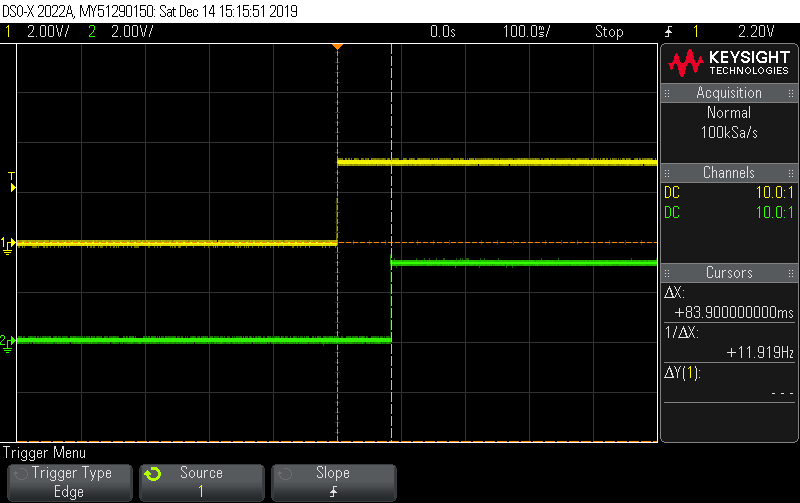 DSO-X 2022A, MY51290150: Sat Dec 14 15:15:51 2019
1 2.00V/ 2 2.00V/ 0.0s 100.0ms/ Stop 1 2.20V
KEYSIGHT
TECHNOLOGIES
Acquisition
Normal
100kSa/s
Channels
DC 10.0:1
DC 10.0:1
Cursors
ΔX:
+83.900000000ms
1/ΔX:
+11.919Hz
ΔY(1):
- - -
T
1
2
Trigger Menu
Trigger Type
Edge
Source
1
Slope